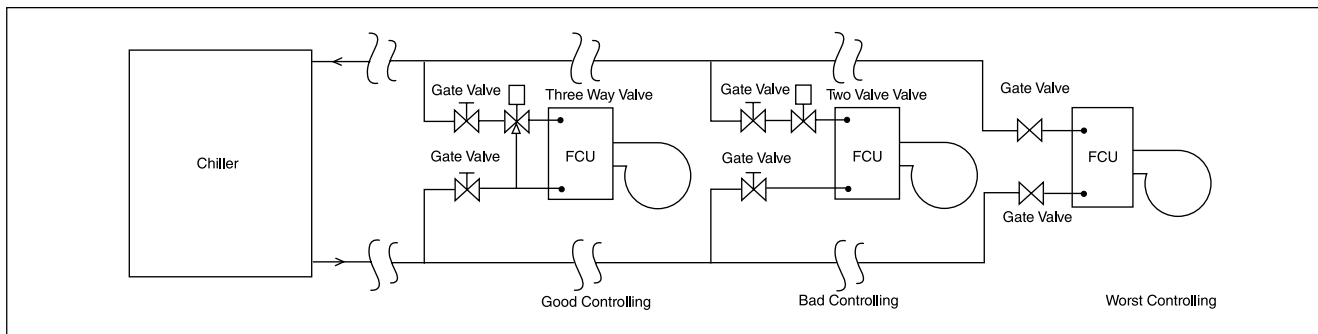 Gate Valve
Three Way Valve
Gate Valve
Two Valve Valve
Gate Valve
Chiller
Gate Valve
FCU
Gate Valve
FCU
FCU
Gate Valve
Good Controlling
Bad Controlling
Worst Controlling